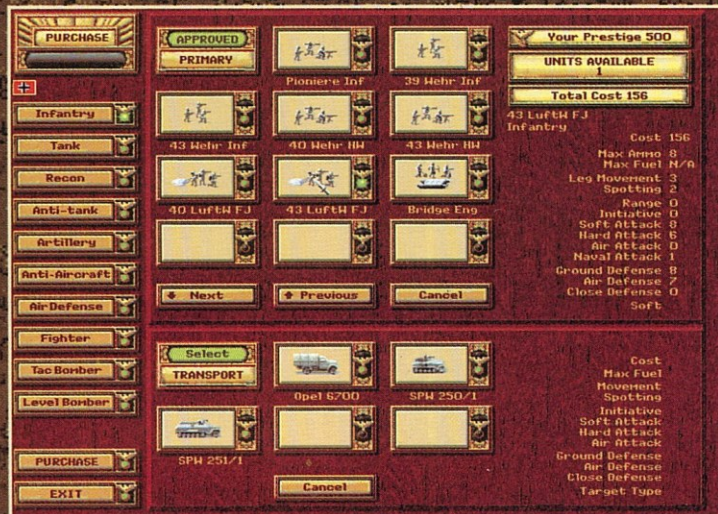 PURCHASE
Infantry
Tank
Recon
Anti-tank
Artillery
Anti-Aircraft
Air Defense
Fighter
Tac Bomber
Level Bomber
PURCHASE
EXIT
APPROVED
PRIMARY
Pioniere Inf
39 Wehr Inf
43 Wehr Inf
40 Wehr HW
43 Wehr HW
40 LuftW FJ
43 LuftW FJ
Bridge Eng
Next
Previous
Cancel
Your Prestige 500
UNITS AVAILABLE
1
Total Cost 156
43 LuftW FJ
Infantry
Cost 156
Max Ammo 8
Max Fuel N/A
Leg Movement 3
Spotting 2
Range 0
Initiative 0
Soft Attack 8
Hard Attack 6
Air Attack 0
Naval Attack 1
Ground Defense 8
Air Defense 7
Close Defense 0
Soft
Select
TRANSPORT
Opel 6700
SPW 250/1
SPW 251/1
Cancel
Cost
Max Fuel
Movement
Spotting
Initiative
Soft Attack
Hard Attack
Air Attack
Ground Defense
Air Defense
Close Defense
Target Type